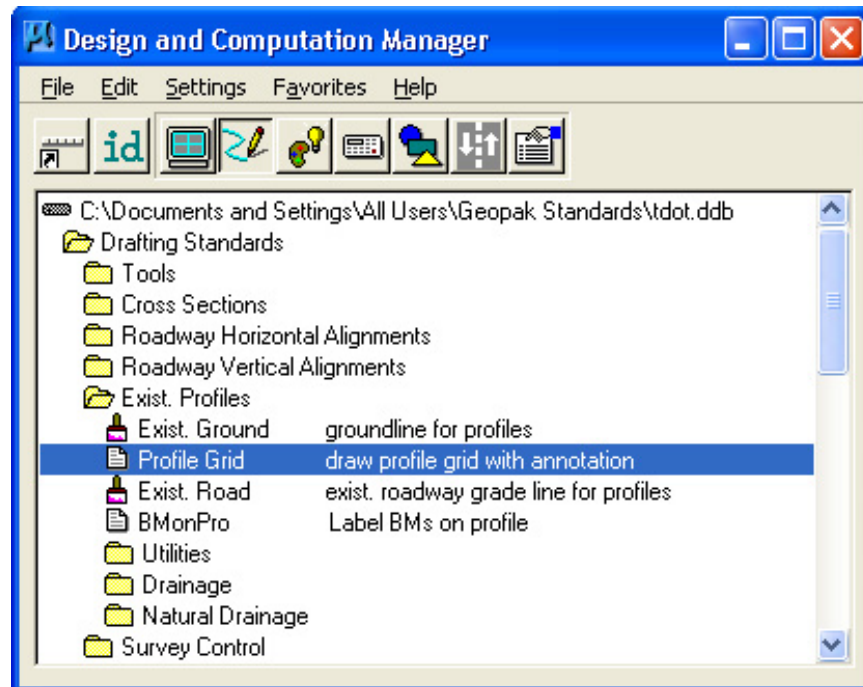 Design and Computation Manager
File Edit Settings Favorites Help
id
C:\Documents and Settings\All Users\Geopak Standards\tdot.ddb
Drafting Standards
Tools
Cross Sections
Roadway Horizontal Alignments
Roadway Vertical Alignments
Exist. Profiles
Exist. Ground groundline for profiles
Profile Grid draw profile grid with annotation
Exist. Road exist. roadway grade line for profiles
BMonPro Label BMs on profile
Utilities
Drainage
Natural Drainage
Survey Control